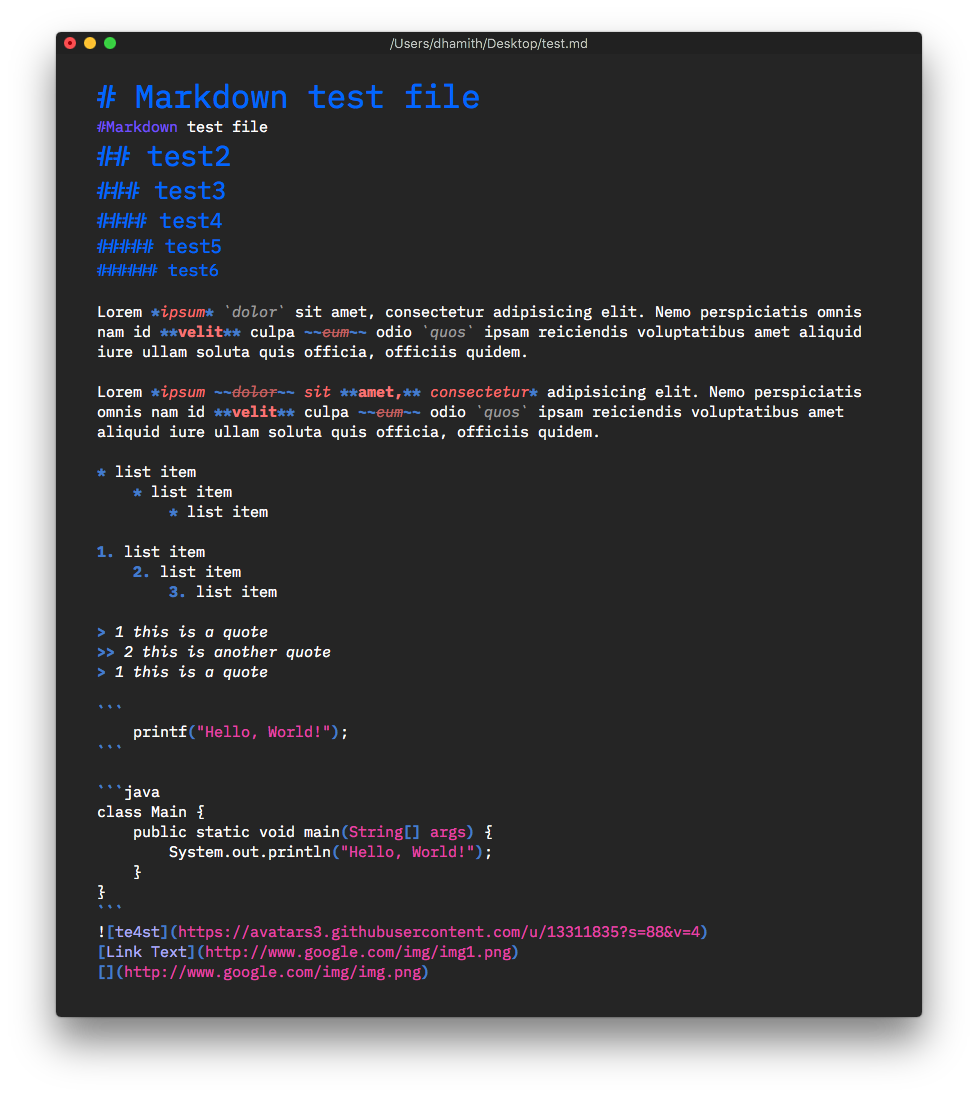 /Users/dhamith/Desktop/test.md
# Markdown test file
#Markdown test file
## test2
### test3
#### test4
##### test5
###### test6
Lorem *ipsum* `dolor` sit amet, consectetur adipisicing elit. Nemo perspiciatis omnis
nam id **velit** culpa ~~eum~~ odio `quos` ipsam reiciendis voluptatibus amet aliquid
iure ullam soluta quis officia, officiis quidem.
Lorem *ipsum ~~dolor~~ sit **amet,** consectetur* adipisicing elit. Nemo perspiciatis
omnis nam id **velit** culpa ~~eum~~ odio `quos` ipsam reiciendis voluptatibus amet
aliquid iure ullam soluta quis officia, officiis quidem.
* list item
    * list item
        * list item
1. list item
    2. list item
        3. list item
> 1 this is a quote
>> 2 this is another quote
> 1 this is a quote
```
    printf("Hello, World!");
```
```java
class Main {
    public static void main(String[] args) {
        System.out.println("Hello, World!");
    }
}
```
![te4st](https://avatars3.githubusercontent.com/u/13311835?s=88&v=4)
[Link Text](http://www.google.com/img/img1.png)
[](http://www.google.com/img/img.png)